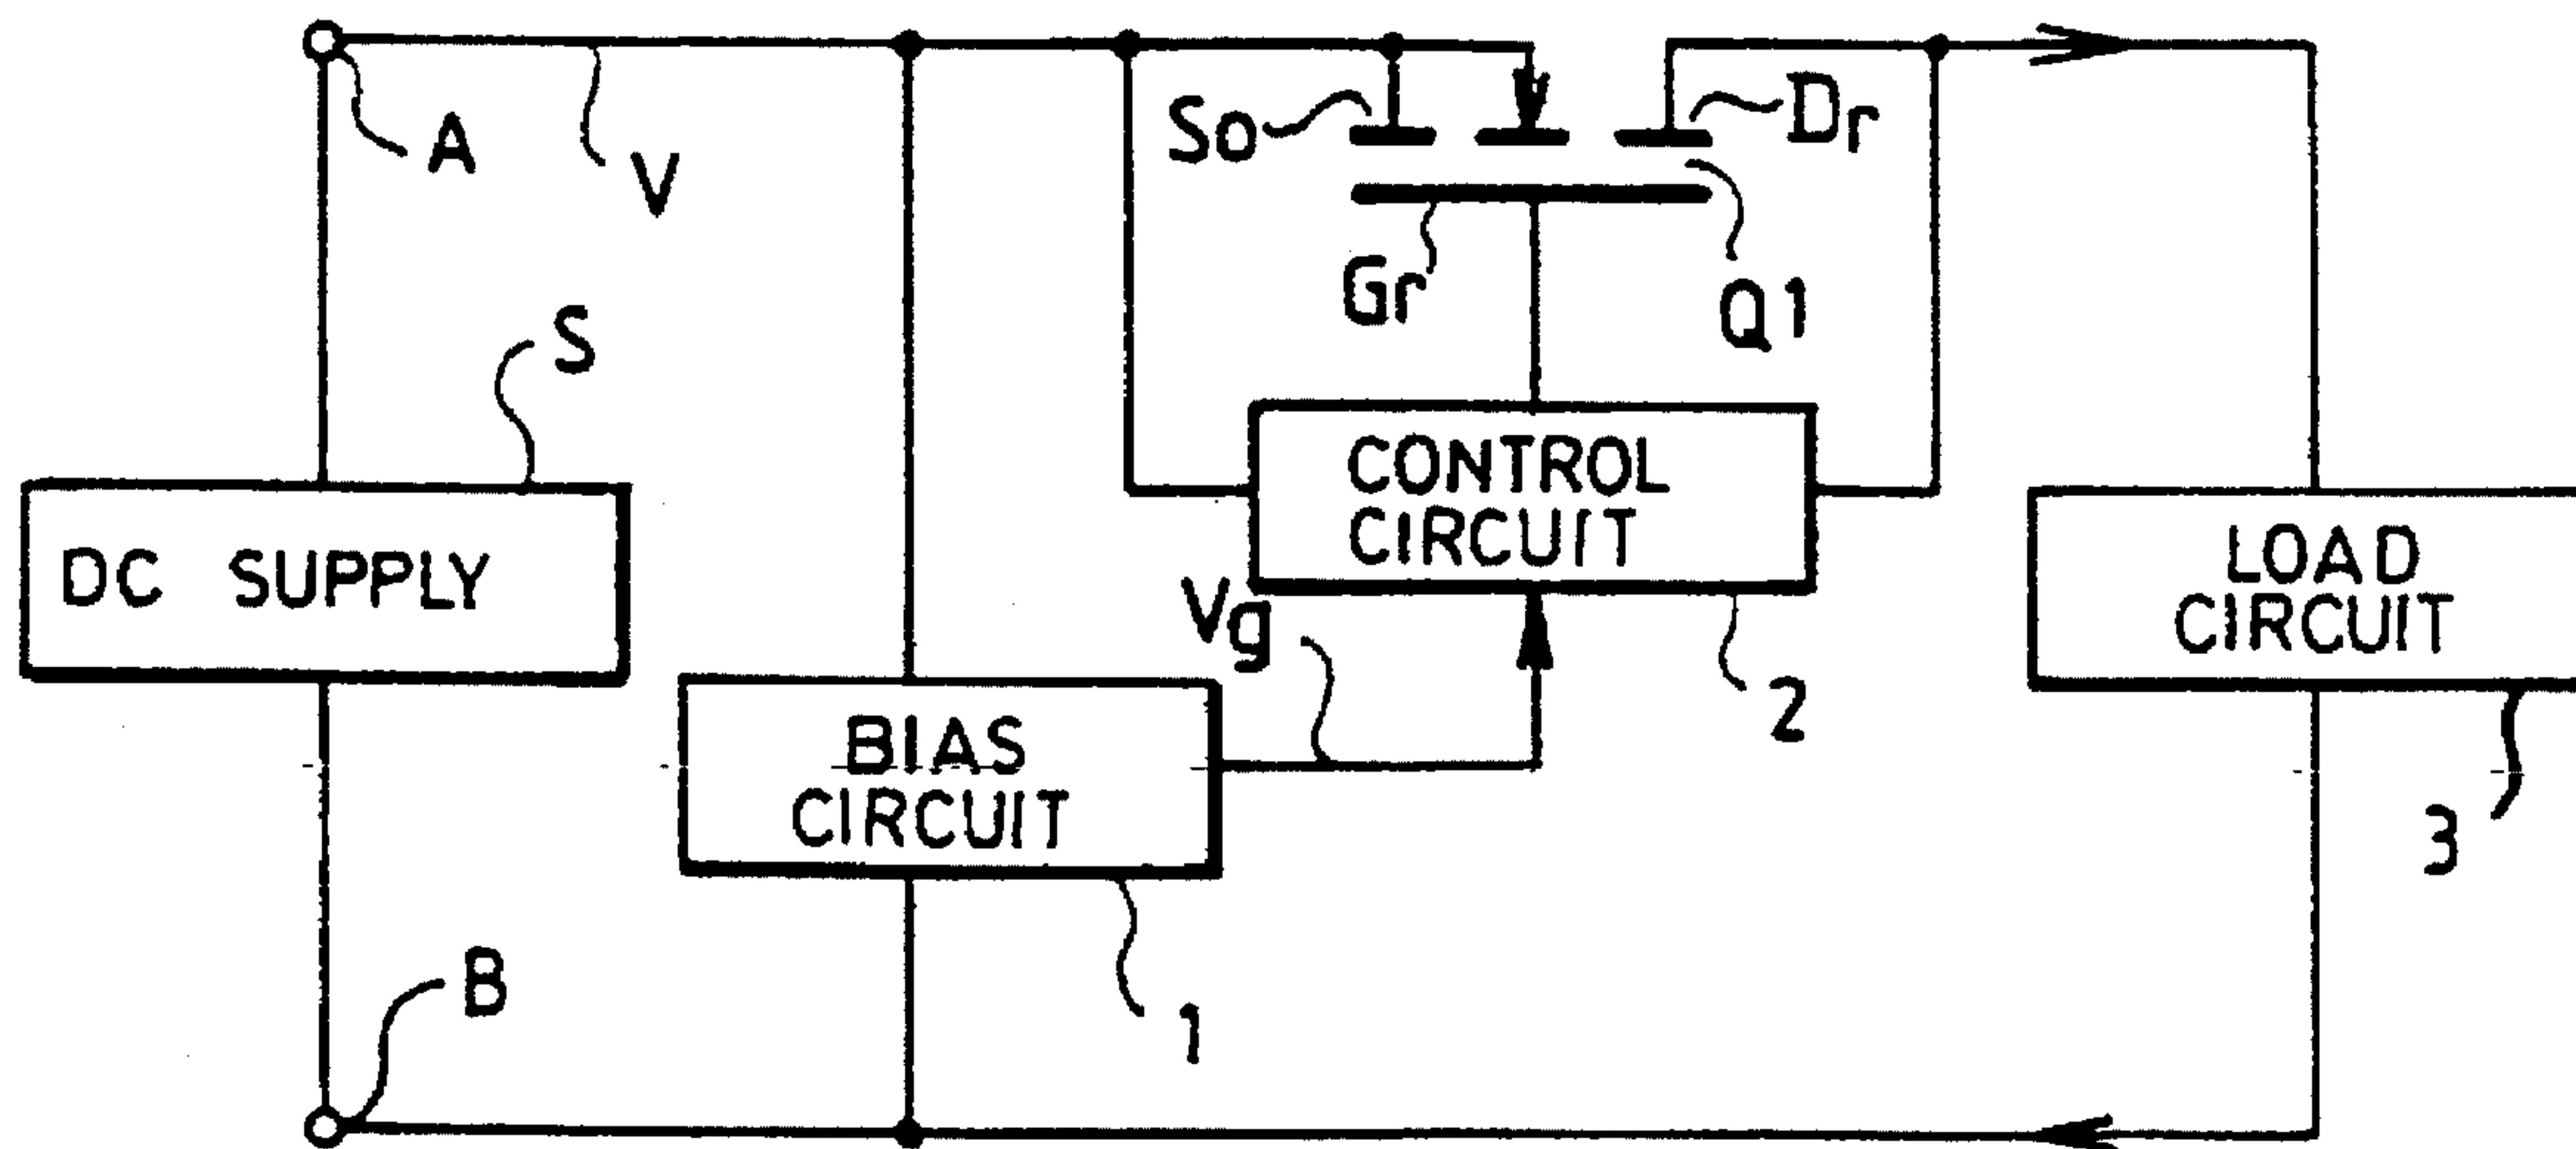 A
V
So
Dr
Gr
Q1
S
CONTROL
CIRCUIT
DC SUPPLY
LOAD
CIRCUIT
Vg
2
BIAS
CIRCUIT
3
B
1